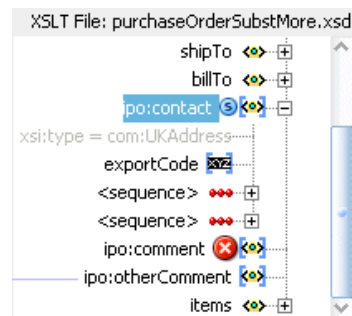 XSLT File: purchaseOrderSubstMore.xsd
shipTo
billTo
ipo:contact S
xsi:type = com:UKAddress
exportCode XYZ
<sequence>
<sequence>
ipo:comment
ipo:otherComment
items